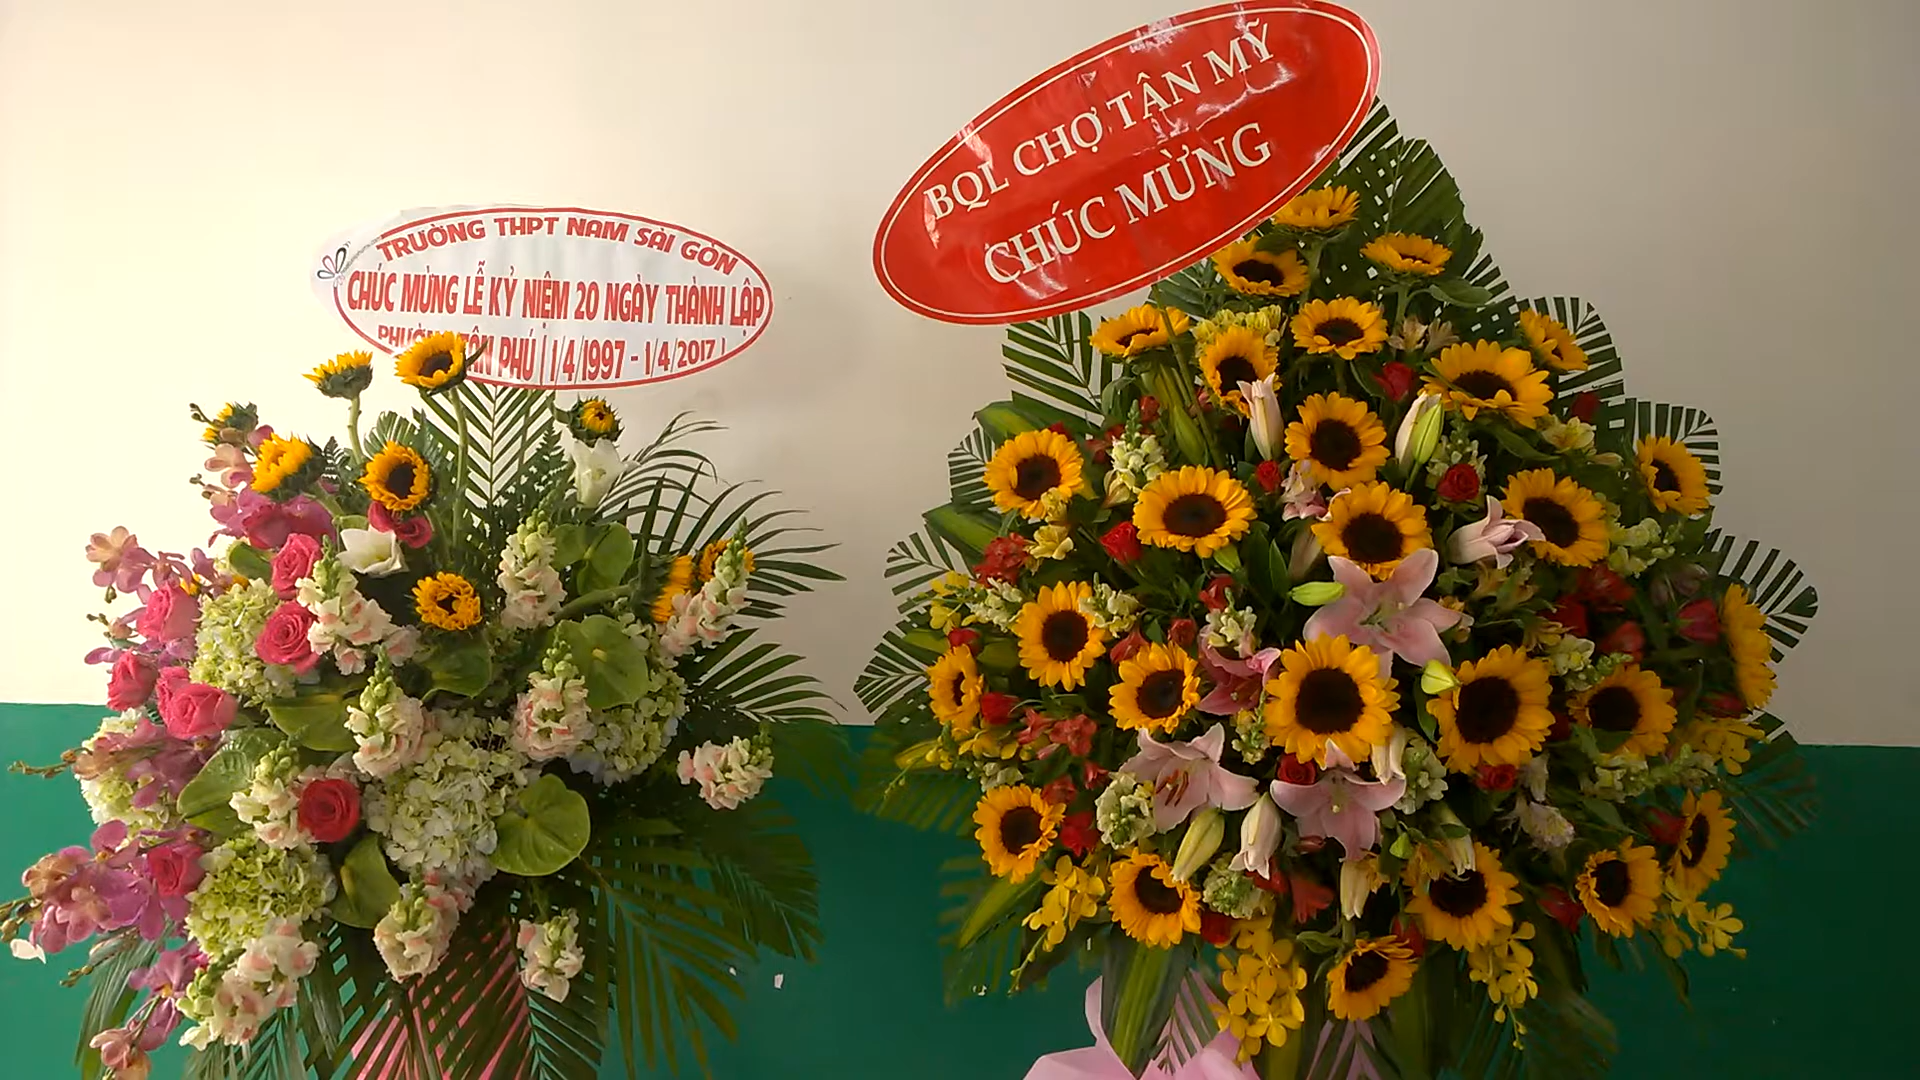 TRƯỜNG THPT NAM SÀI GÒN
CHÚC MỪNG LỄ KỶ NIỆM 20 NGÀY THÀNH LẬP
PHƯỜNG TÂN PHÚ | 1/4/1997 - 1/4/2017 |
BQL CHỢ TÂN MỸ
CHÚC MỪNG